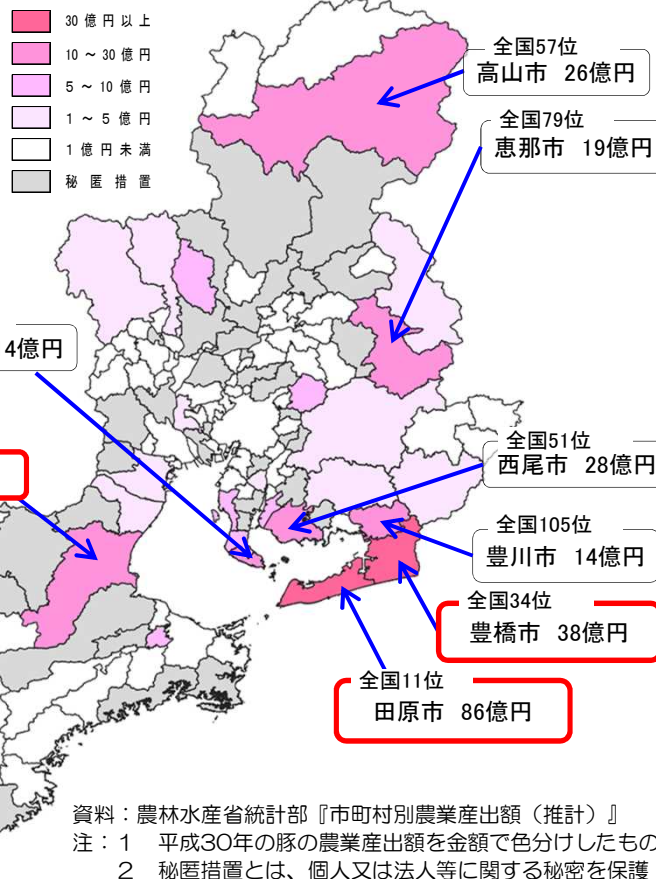 30億円以上
10～30億円
5～10億円
1～5億円
1億円未満
秘匿措置
全国57位
高山市 26億円
全国79位
恵那市 19億円
4億円
全国51位
西尾市 28億円
全国105位
豊川市 14億円
全国34位
豊橋市 38億円
全国11位
田原市 86億円
資料：農林水産省統計部『市町村別農業産出額（推計）』
注：1 平成30年の豚の農業産出額を金額で色分けしたもの
2 秘匿措置とは、個人又は法人等に関する秘密を保護